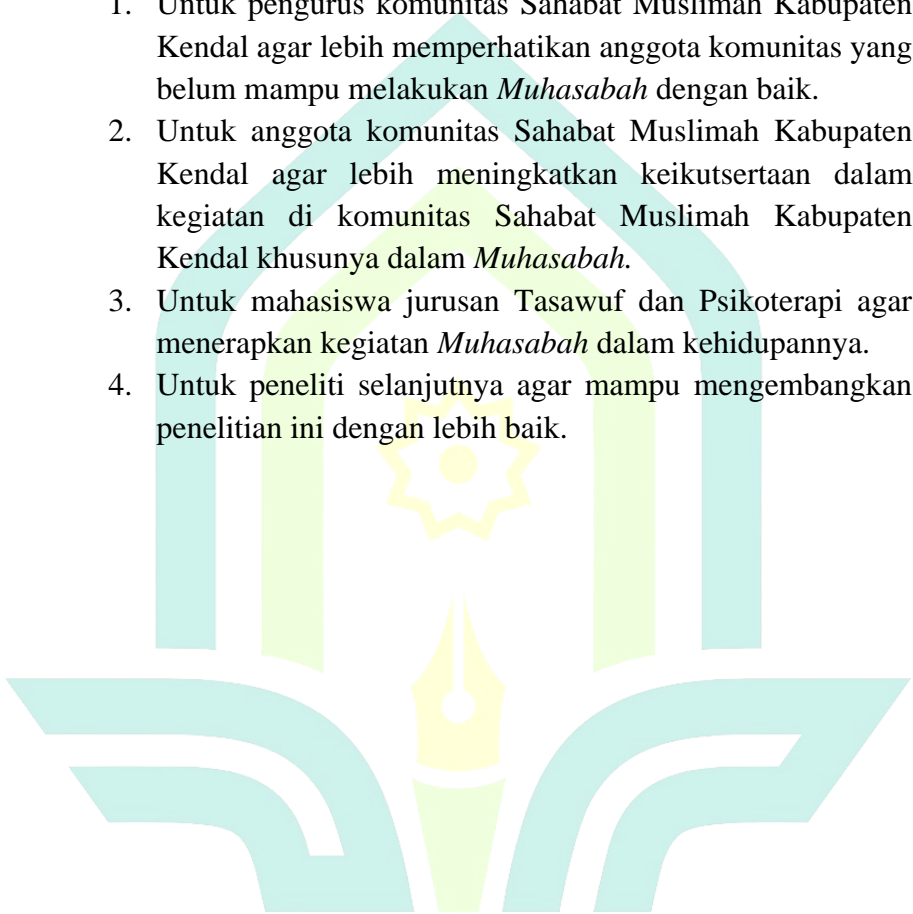 1. Untuk pengurus komunitas Sahabat Muslimah Kabupaten
Kendal agar lebih memperhatikan anggota komunitas yang
belum mampu melakukan Muhasabah dengan baik.
2. Untuk anggota komunitas Sahabat Muslimah Kabupaten
Kendal agar lebih meningkatkan keikutsertaan dalam
kegiatan di komunitas Sahabat Muslimah Kabupaten
Kendal khusunya dalam Muhasabah.
3. Untuk mahasiswa jurusan Tasawuf dan Psikoterapi agar
menerapkan kegiatan Muhasabah dalam kehidupannya.
4. Untuk peneliti selanjutnya agar mampu mengembangkan
penelitian ini dengan lebih baik.